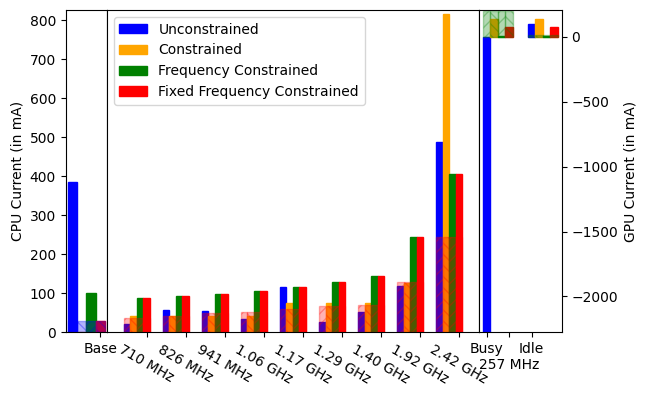 CPU Current (in mA)
800
700
600
500
400
300
200
100
0
Unconstrained
Constrained
Frequency Constrained
Fixed Frequency Constrained
0
−500
−1000
−1500
−2000
GPU Current (in mA)
Base
710 MHz
826 MHz
941 MHz
1.06 GHz
1.17 GHz
1.29 GHz
1.40 GHz
1.92 GHz
2.42 GHz
Busy
Idle
257 MHz